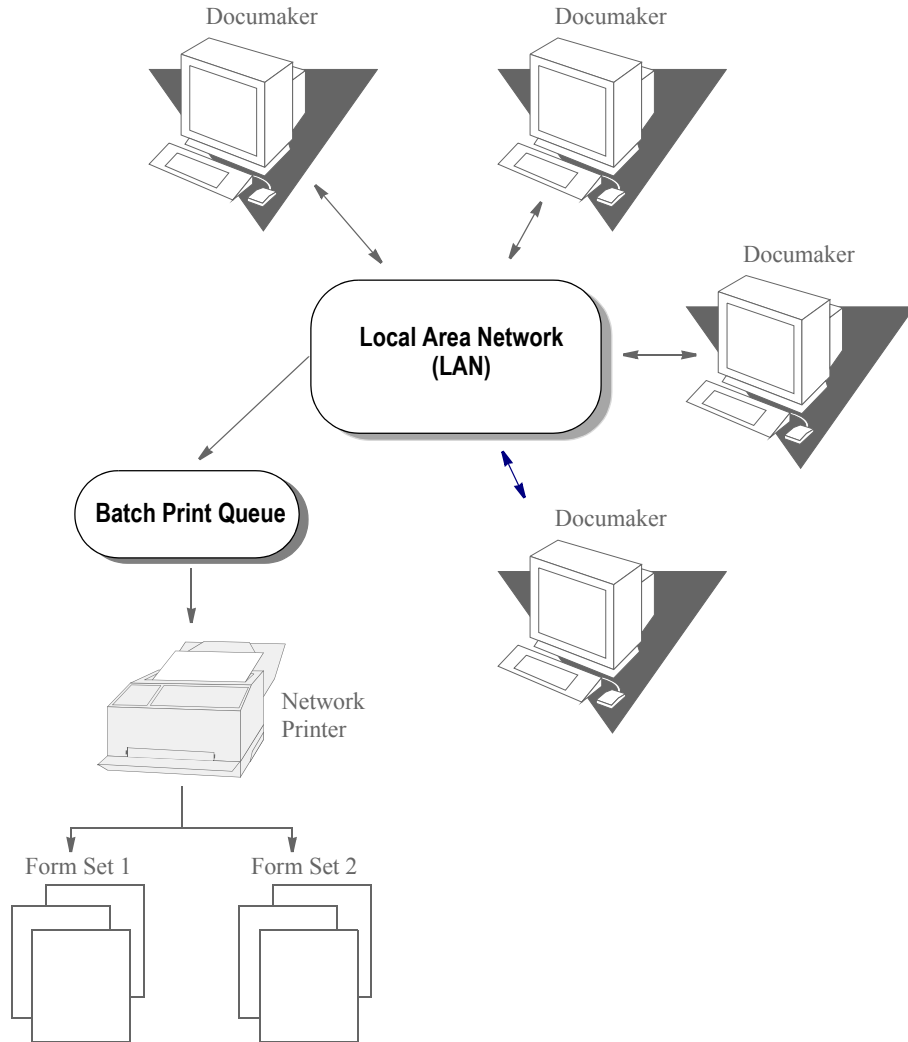 Documaker
Documaker
Documaker
Local Area Network
(LAN)
Batch Print Queue
Documaker
Network
Printer
Form Set 1
Form Set 2